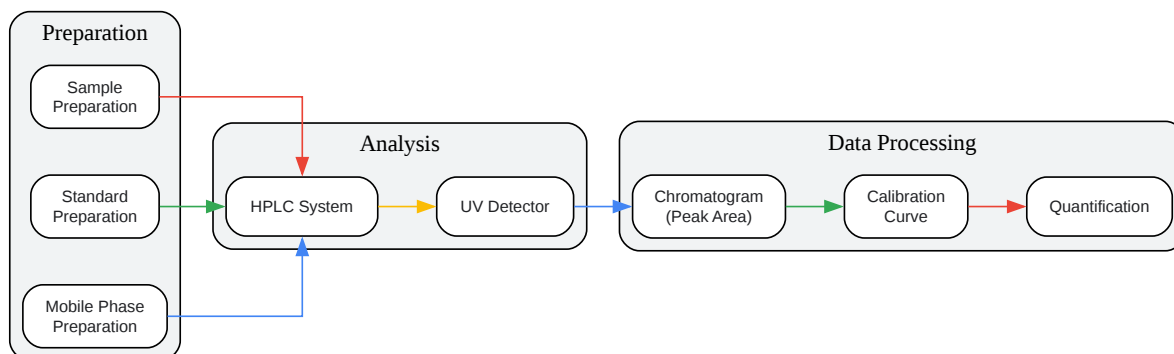 Preparation
Sample
Preparation
Standard
Preparation
Mobile Phase
Preparation
Analysis
HPLC System
UV Detector
Data Processing
Chromatogram
(Peak Area)
Calibration
Curve
Quantification